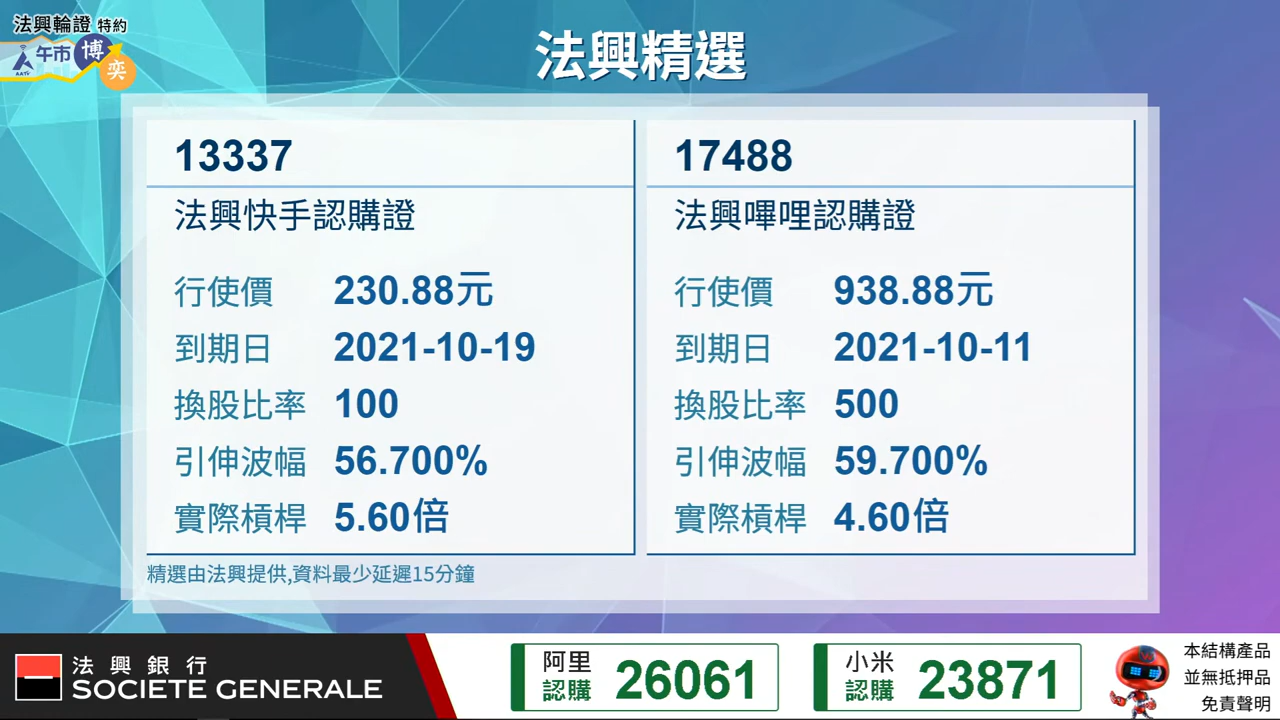 法興輪證 特約
AATV
午市
博
奕
法興精選
13337
法興快手認購證
行使價 230.88元
到期日 2021-10-19
換股比率 100
引伸波幅 56.700%
實際槓桿 5.60倍
17488
法興嗶哩認購證
行使價 938.88元
到期日 2021-10-11
換股比率 500
引伸波幅 59.700%
實際槓桿 4.60倍
精選由法興提供,資料最少延遲15分鐘
法興銀行
SOCIETE GENERALE
阿里
認購
26061
小米
認購
23871
本結構產品
並無抵押品
免責聲明